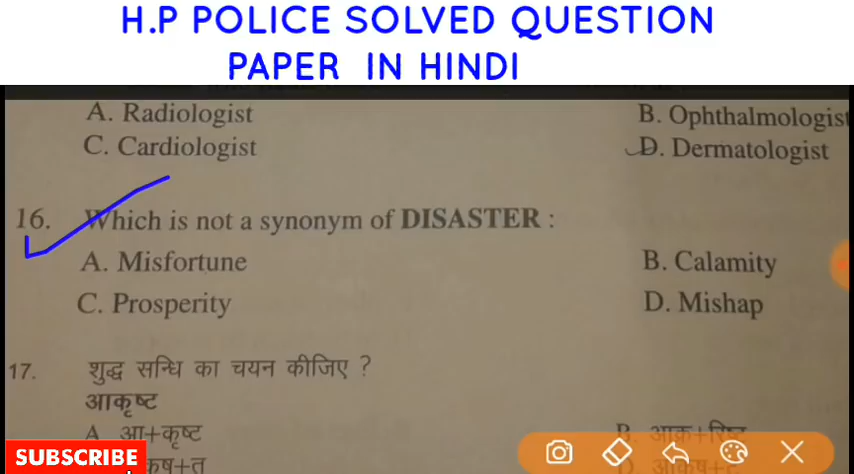 H.P POLICE SOLVED QUESTION
PAPER IN HINDI
A. Radiologist B. Ophthalmologist
C. Cardiologist D. Dermatologist
16. Which is not a synonym of DISASTER :
A. Misfortune B. Calamity
C. Prosperity D. Mishap
17. शुद्ध सन्धि का चयन कीजिए ?
आकृष्ट
A. आ+कृष्ट B. आक्र+रिष्ट
SUBSCRIBE